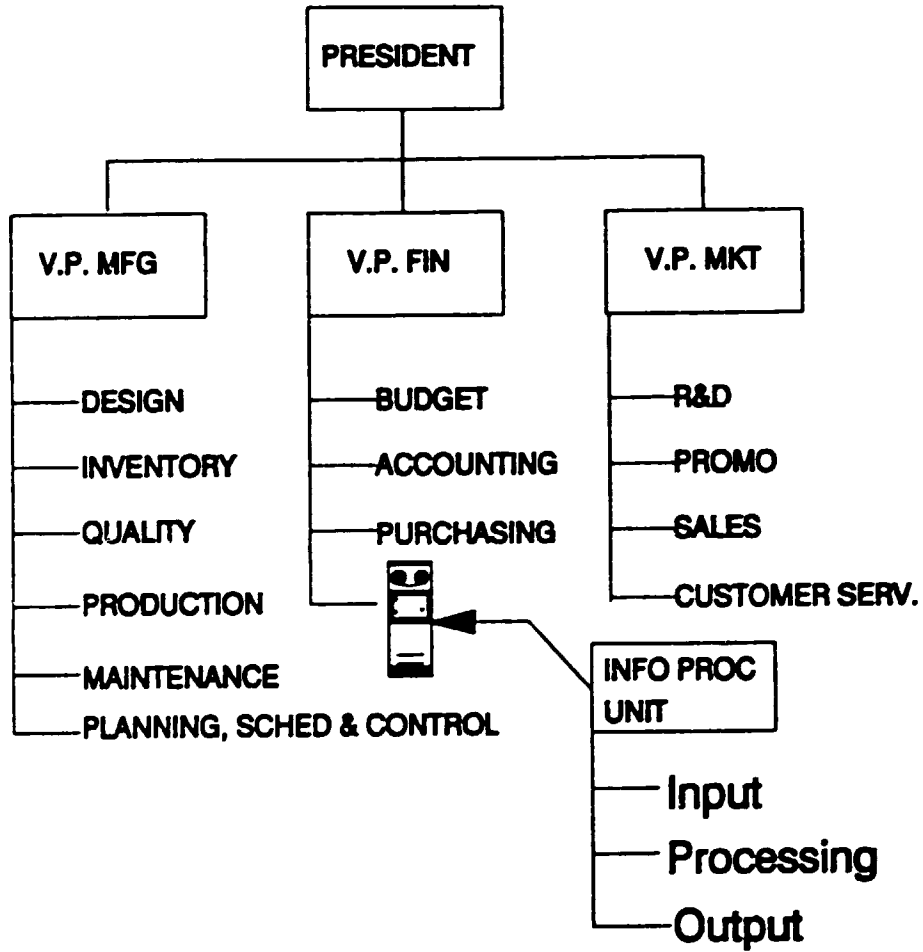 PRESIDENT
V.P. MFG
DESIGN
INVENTORY
QUALITY
PRODUCTION
MAINTENANCE
PLANNING, SCHED & CONTROL
V.P. FIN
BUDGET
ACCOUNTING
PURCHASING
V.P. MKT
R&D
PROMO
SALES
CUSTOMER SERV.
INFO PROC
UNIT
Input
Processing
Output